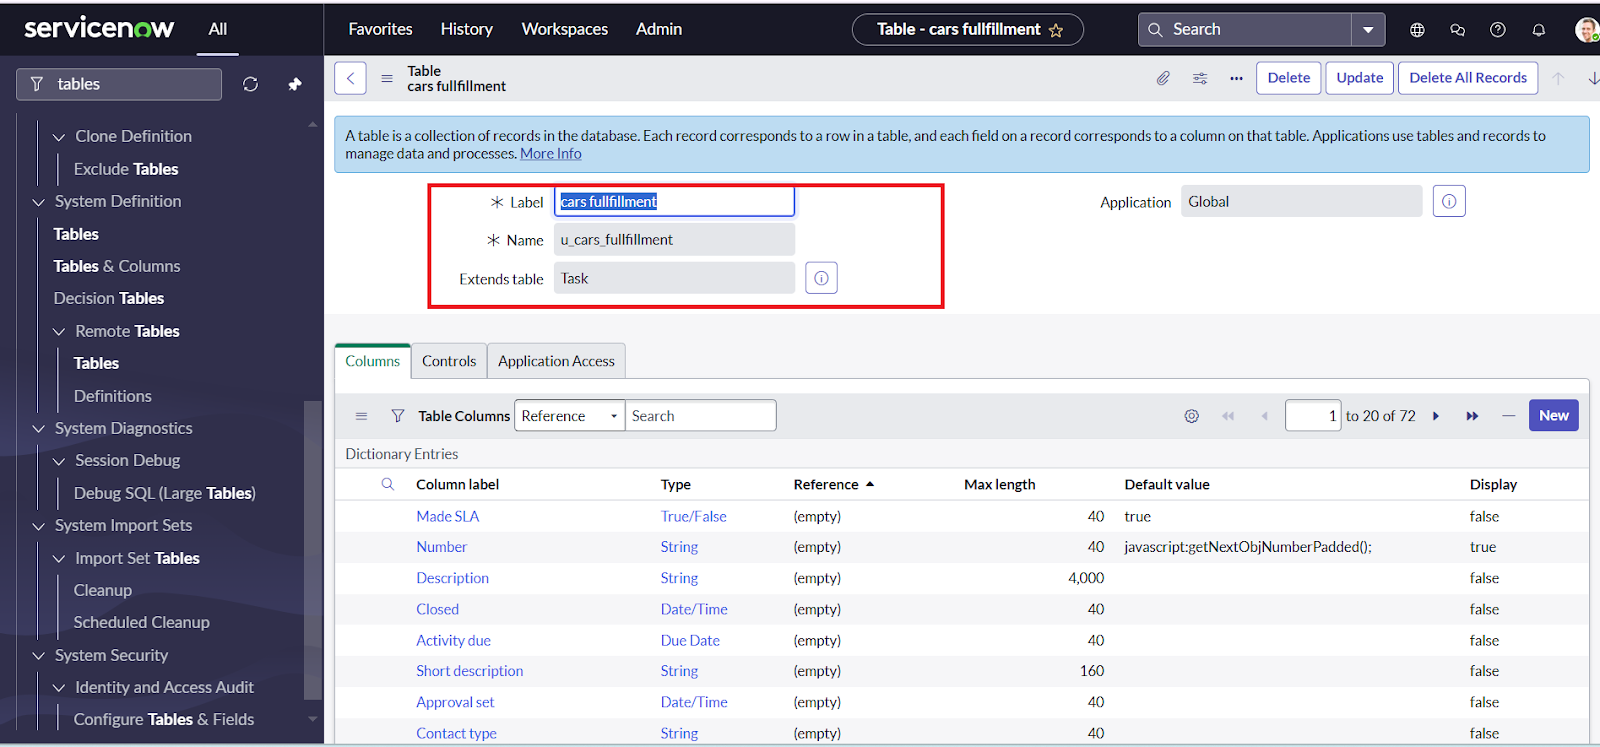 servicenow All Favorites History Workspaces Admin Table - cars fullfillment Search
tables
Clone Definition
Exclude Tables
System Definition
Tables
Tables & Columns
Decision Tables
Remote Tables
Tables
Definitions
System Diagnostics
Session Debug
Debug SQL (Large Tables)
System Import Sets
Import Set Tables
Cleanup
Scheduled Cleanup
System Security
Identity and Access Audit
Configure Tables & Fields
Table
cars fullfillment
Delete Update Delete All Records
A table is a collection of records in the database. Each record corresponds to a row in a table, and each field on a record corresponds to a column on that table. Applications use tables and records to
manage data and processes. More Info
Label cars fullfillment
Name u_cars_fullfillment
Extends table Task
Application Global
Columns Controls Application Access
Table Columns Reference Search 1 to 20 of 72 New
Dictionary Entries
Column label Type Reference Max length Default value Display
Made SLA True/False (empty) 40 true false
Number String (empty) 40 javascript:getNextObjNumberPadded(); true
Description String (empty) 4,000 false
Closed Date/Time (empty) 40 false
Activity due Due Date (empty) 40 false
Short description String (empty) 160 false
Approval set Date/Time (empty) 40 false
Contact type String (empty) 40 false